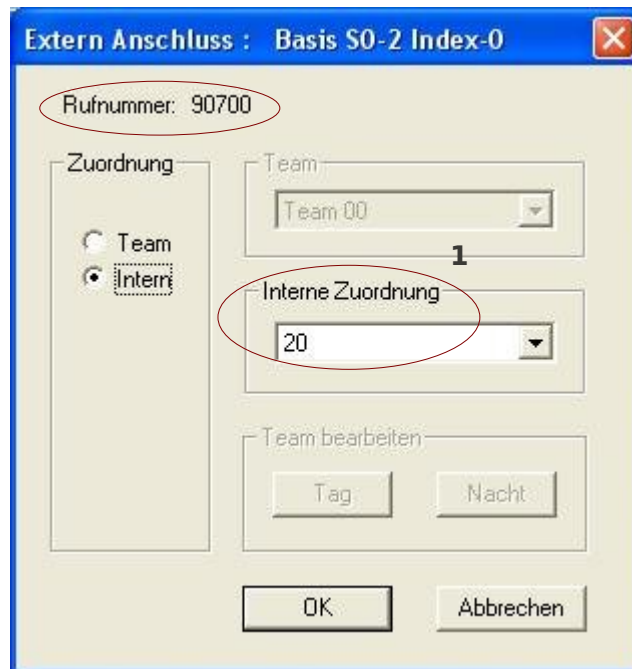 Extern Anschluss : Basis S0-2 Index-0
Rufnummer: 90700
Zuordnung
Team
Intern
Team
Team 00
1
Interne Zuordnung
20
Team bearbeiten
Tag Nacht
OK Abbrechen